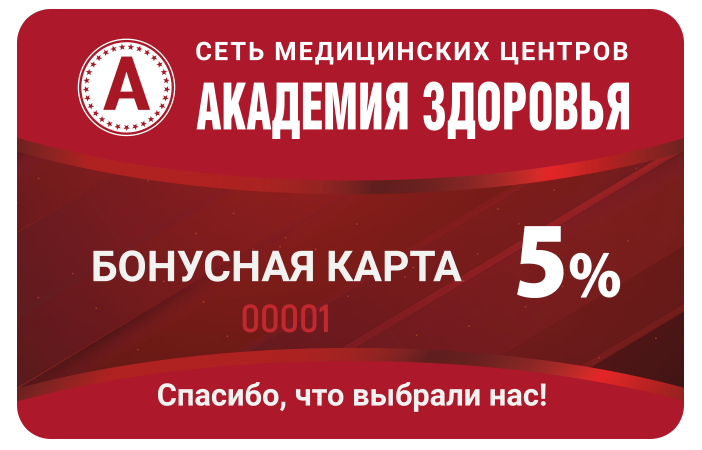 А
СЕТЬ МЕДИЦИНСКИХ ЦЕНТРОВ
АКАДЕМИЯ ЗДОРОВЬЯ
БОНУСНАЯ КАРТА 5%
00001
Спасибо, что выбрали нас!